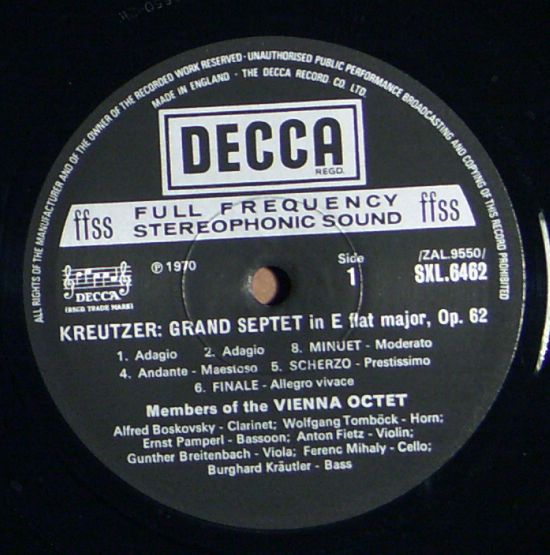 ALL RIGHTS OF THE MANUFACTURER AND OF THE OWNER OF THE RECORDED WORK RESERVED · UNAUTHORISED PUBLIC PERFORMANCE BROADCASTING AND COPYING OF THIS RECORD PROHIBITED
MADE IN ENGLAND · THE DECCA RECORD CO. LTD.
DECCA
REGD.
ffss FULL FREQUENCY STEREOPHONIC SOUND ffss
DECCA
(REGD TRADE MARK)
℗ 1970
Side 1
/ZAL.9550/
SXL.6462
KREUTZER: GRAND SEPTET in E flat major, Op. 62
1. Adagio 2. Adagio 8. MINUET - Moderato
4. Andante - Maestoso 5. SCHERZO - Prestissimo
6. FINALE - Allegro vivace
Members of the VIENNA OCTET
Alfred Boskovsky - Clarinet; Wolfgang Tomböck - Horn;
Ernst Pamperl - Bassoon; Anton Fietz - Violin;
Gunther Breitenbach - Viola; Ferenc Mihaly - Cello;
Burghard Kräutler - Bass